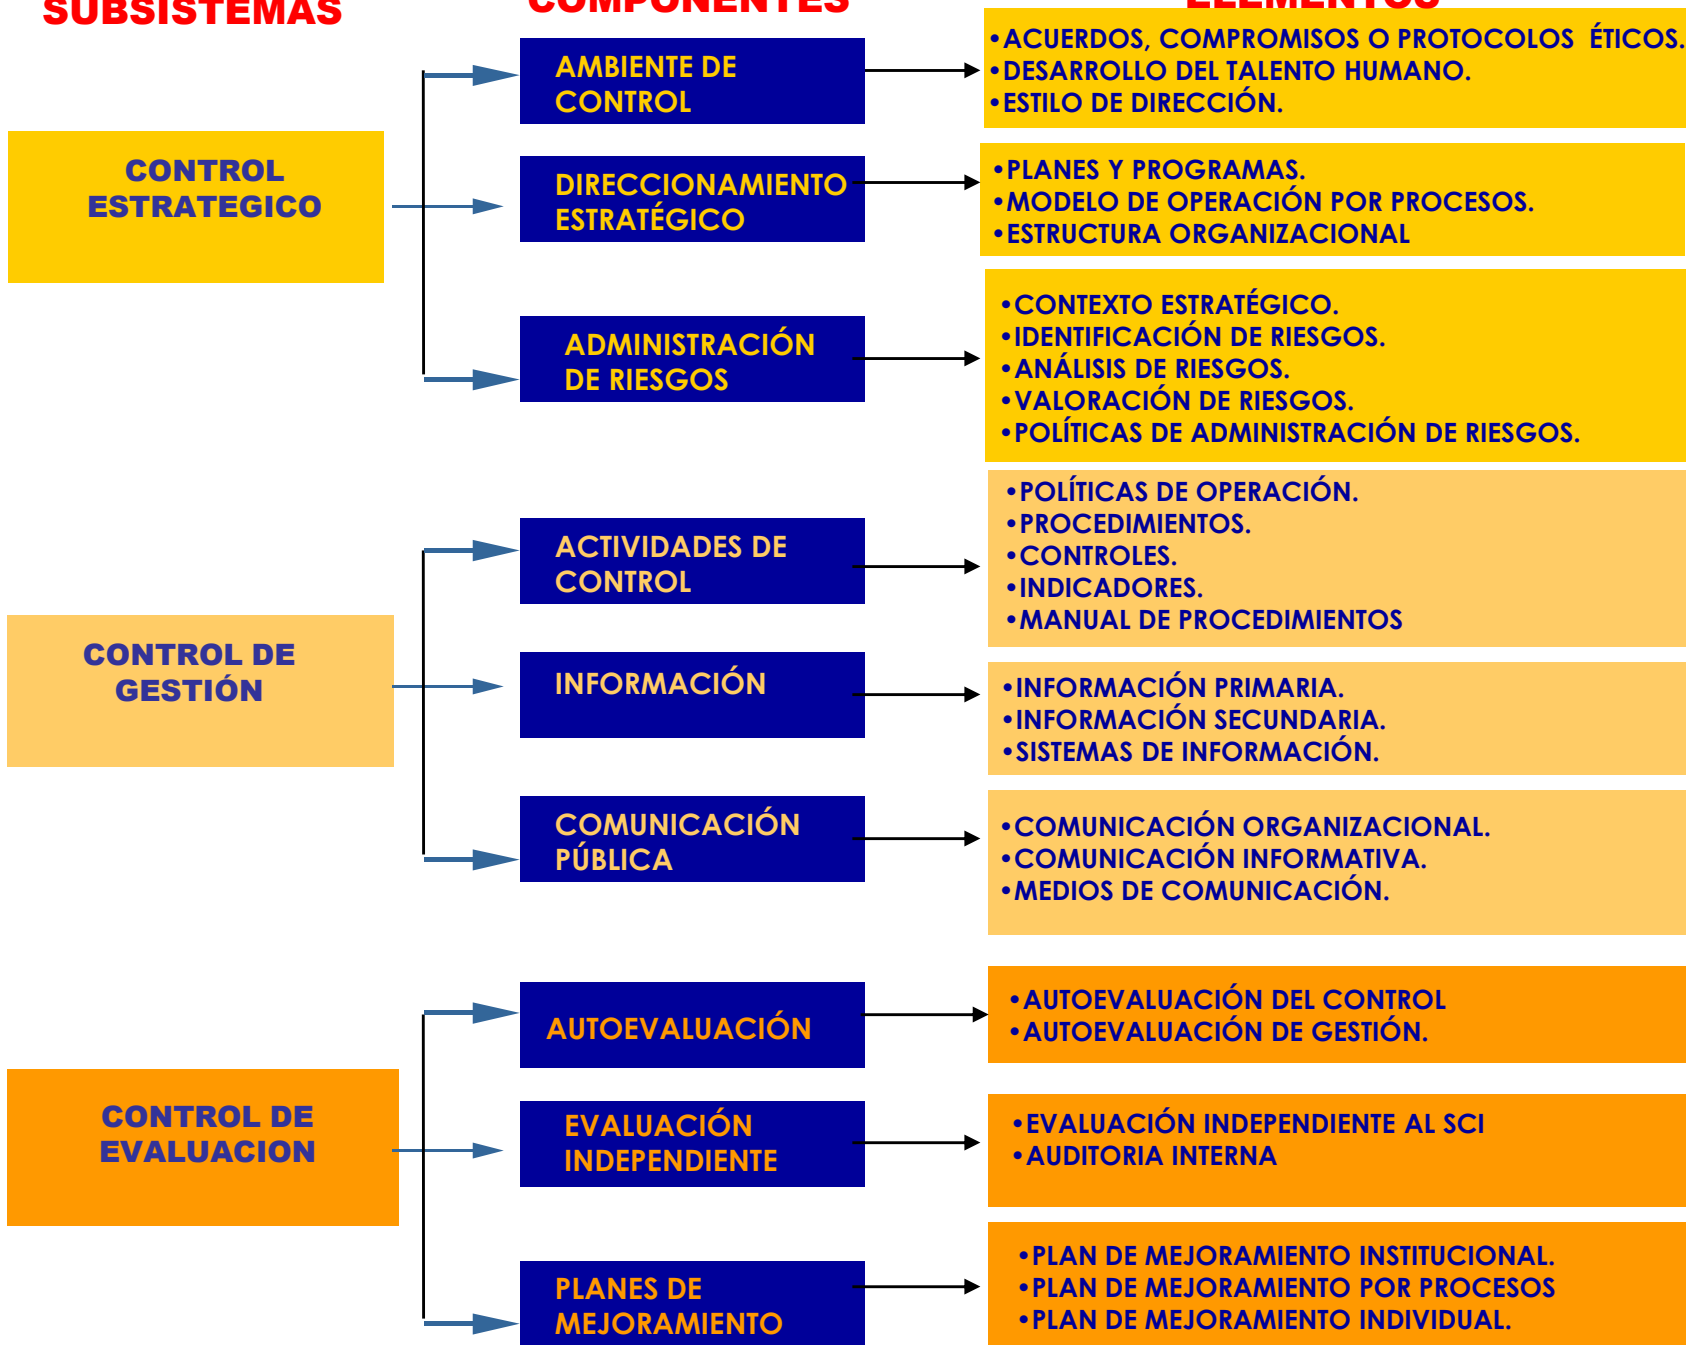 SUBSISTEMAS
COMPONENTES
ELEMENTOS
CONTROL
ESTRATEGICO
AMBIENTE DE
CONTROL
•ACUERDOS, COMPROMISOS O PROTOCOLOS ÉTICOS.
•DESARROLLO DEL TALENTO HUMANO.
•ESTILO DE DIRECCIÓN.
DIRECCIONAMIENTO
ESTRATÉGICO
•PLANES Y PROGRAMAS.
•MODELO DE OPERACIÓN POR PROCESOS.
•ESTRUCTURA ORGANIZACIONAL
ADMINISTRACIÓN
DE RIESGOS
•CONTEXTO ESTRATÉGICO.
•IDENTIFICACIÓN DE RIESGOS.
•ANÁLISIS DE RIESGOS.
•VALORACIÓN DE RIESGOS.
•POLÍTICAS DE ADMINISTRACIÓN DE RIESGOS.
CONTROL DE
GESTIÓN
ACTIVIDADES DE
CONTROL
•POLÍTICAS DE OPERACIÓN.
•PROCEDIMIENTOS.
•CONTROLES.
•INDICADORES.
•MANUAL DE PROCEDIMIENTOS
INFORMACIÓN
•INFORMACIÓN PRIMARIA.
•INFORMACIÓN SECUNDARIA.
•SISTEMAS DE INFORMACIÓN.
COMUNICACIÓN
PÚBLICA
•COMUNICACIÓN ORGANIZACIONAL.
•COMUNICACIÓN INFORMATIVA.
•MEDIOS DE COMUNICACIÓN.
CONTROL DE
EVALUACION
AUTOEVALUACIÓN
•AUTOEVALUACIÓN DEL CONTROL
•AUTOEVALUACIÓN DE GESTIÓN.
EVALUACIÓN
INDEPENDIENTE
•EVALUACIÓN INDEPENDIENTE AL SCI
•AUDITORIA INTERNA
PLANES DE
MEJORAMIENTO
•PLAN DE MEJORAMIENTO INSTITUCIONAL.
•PLAN DE MEJORAMIENTO POR PROCESOS
•PLAN DE MEJORAMIENTO INDIVIDUAL.